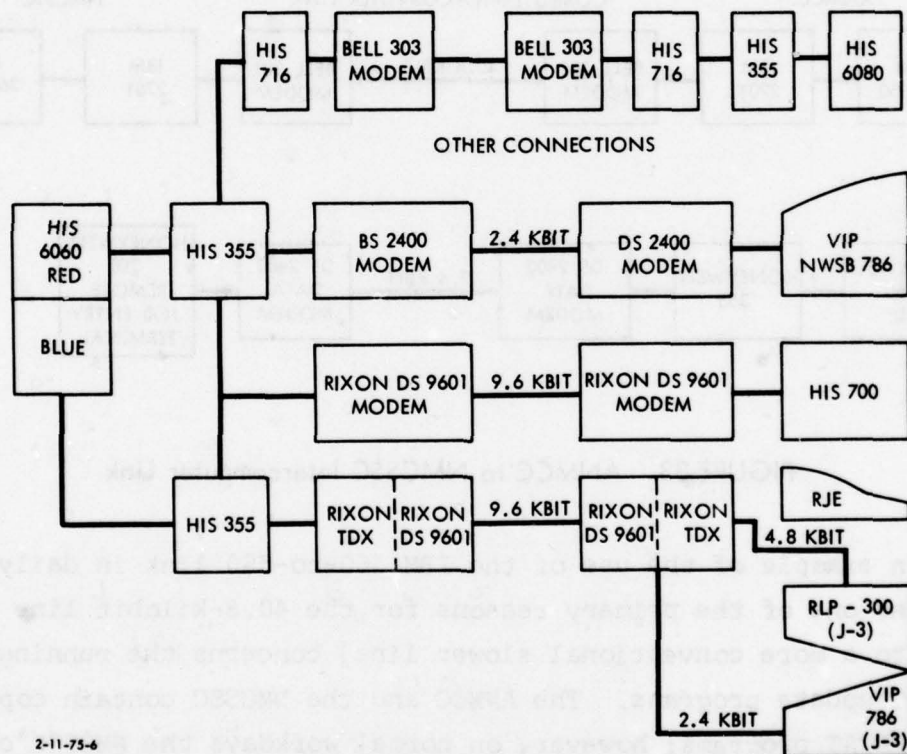 HIS
716
BELL 303
MODEM
BELL 303
MODEM
HIS
716
HIS
355
HIS
6080
OTHER CONNECTIONS
HIS
6060
RED
BLUE
HIS 355
BS 2400
MODEM
2.4 KBIT
DS 2400
MODEM
VIP
NWSB 786
RIXON DS 9601
MODEM
9.6 KBIT
RIXON DS 9601
MODEM
HIS 700
HIS 355
RIXON
TDX
RIXON
DS 9601
9.6 KBIT
RIXON
DS 9601
RIXON
TDX
RJE
4.8 KBIT
RLP - 300
(J-3)
2.4 KBIT
VIP
786
(J-3)
2-11-75-6